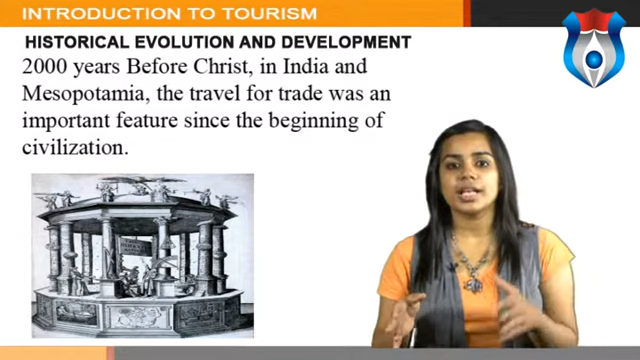 INTRODUCTION TO TOURISM
HISTORICAL EVOLUTION AND DEVELOPMENT
2000 years Before Christ, in India and
Mesopotamia, the travel for trade was an
important feature since the beginning of
civilization.